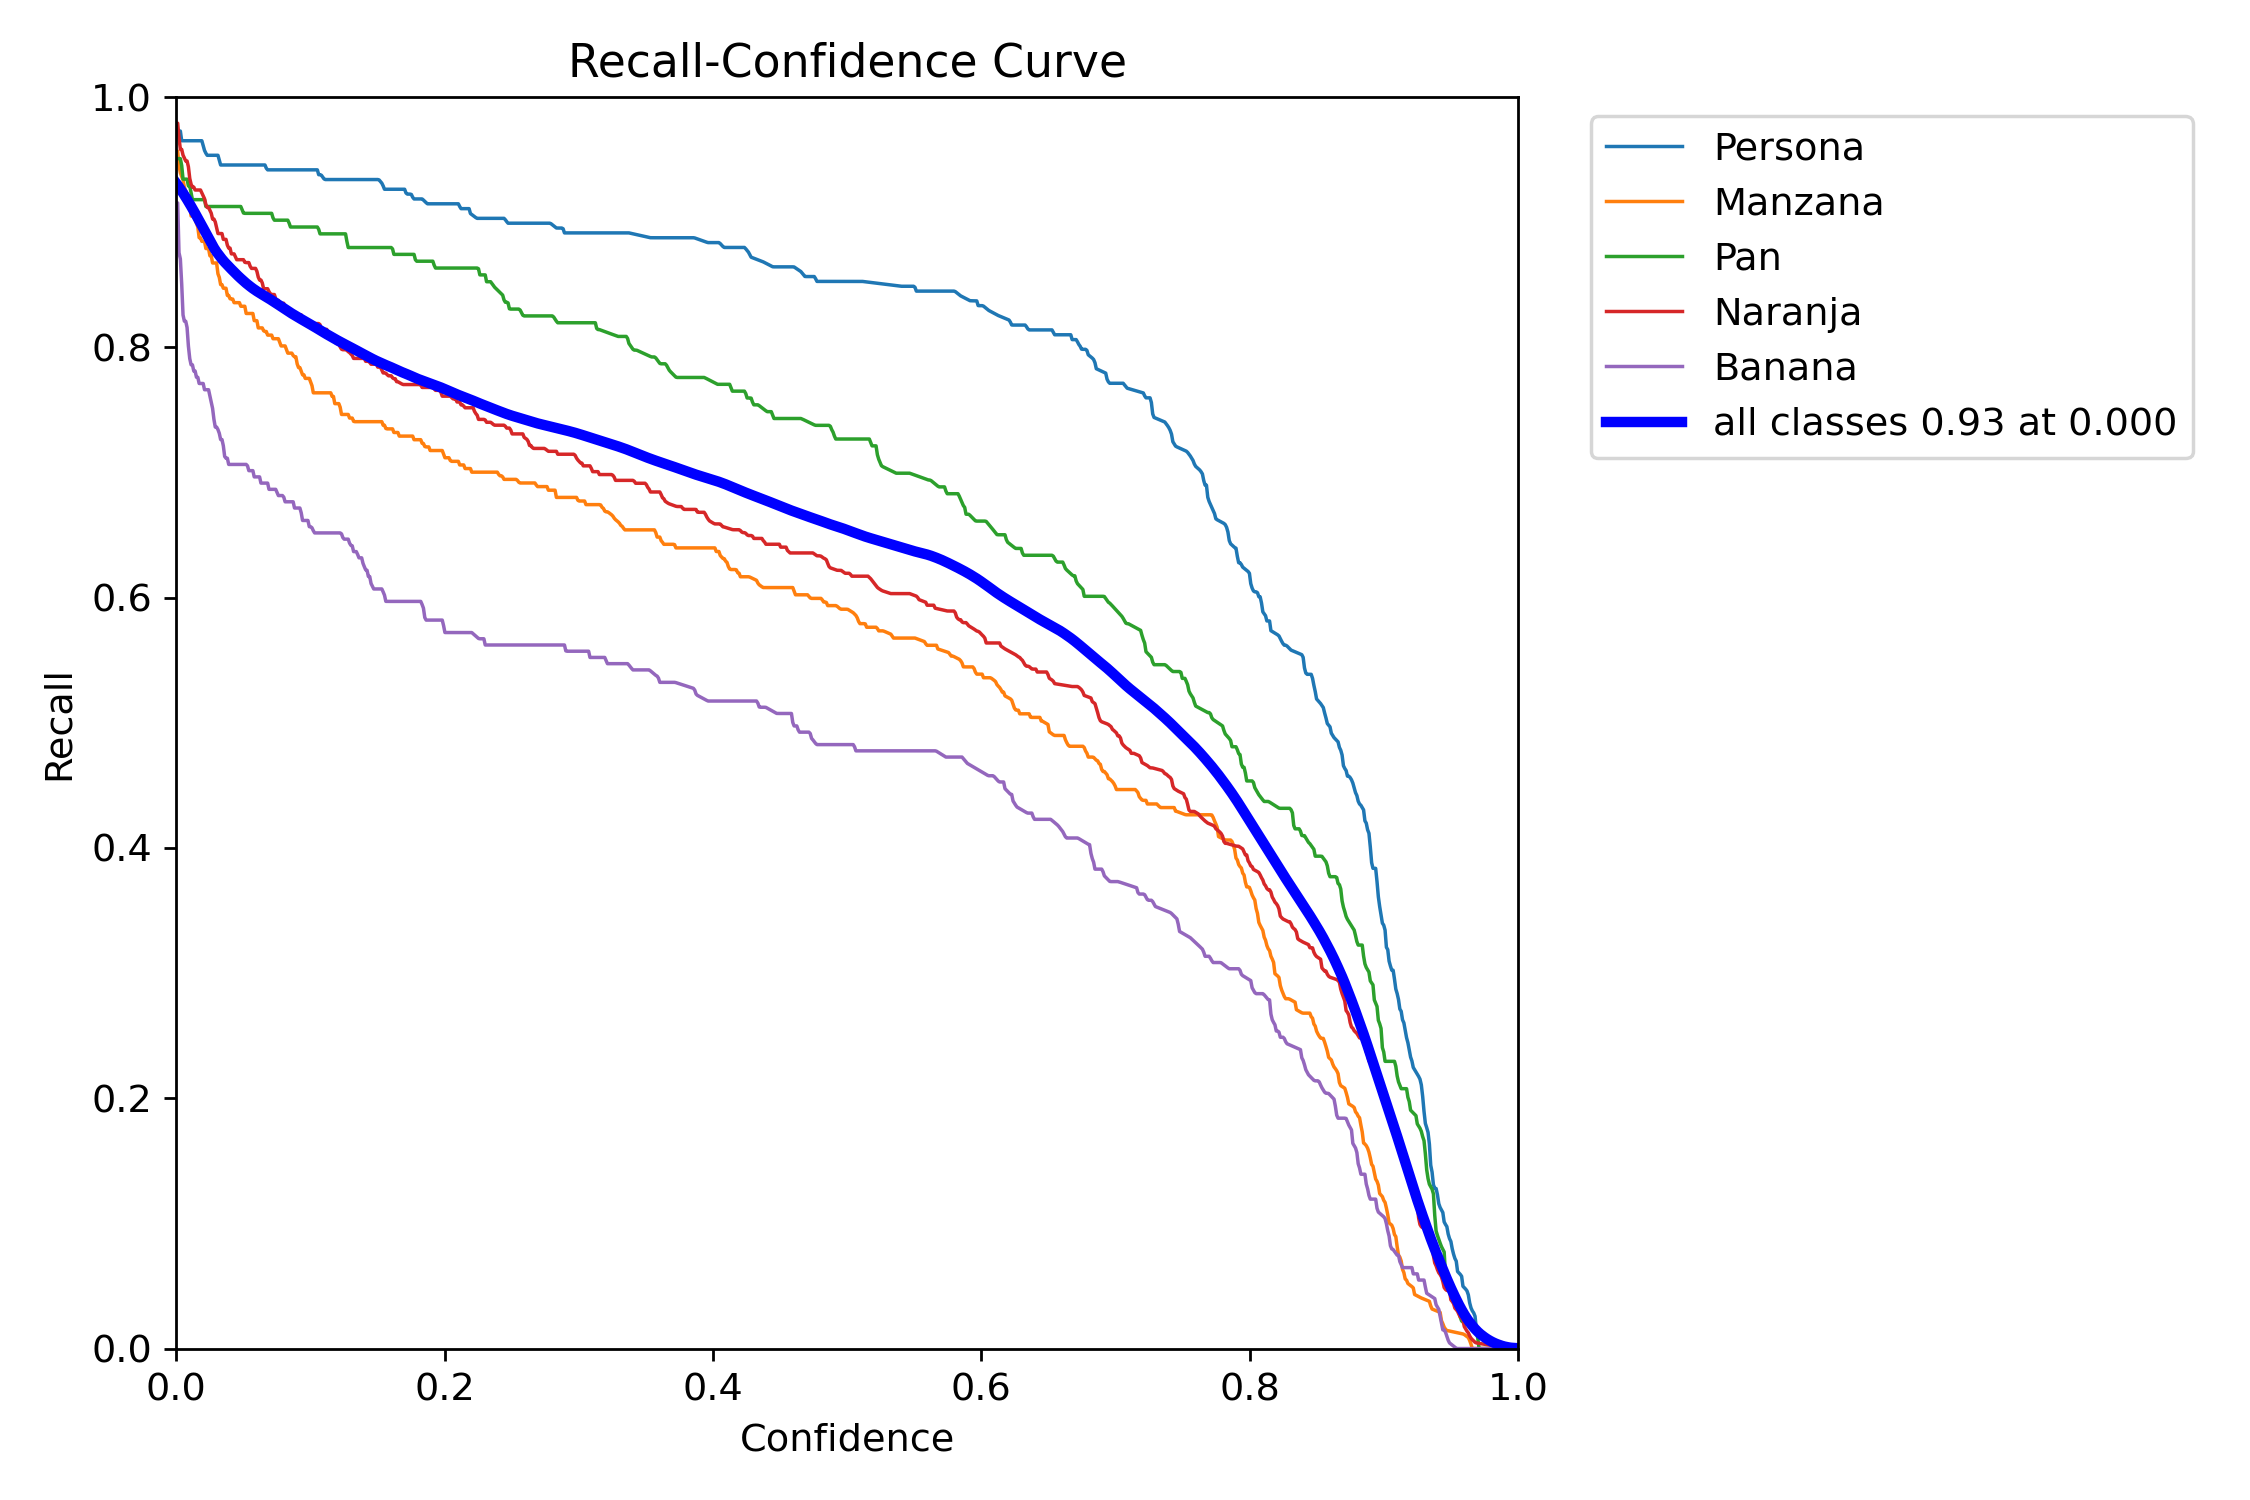 Recall-Confidence Curve
1.0
0.8
0.6
0.4
0.2
0.0
Recall
0.0 0.2 0.4 0.6 0.8 1.0
Confidence
Persona
Manzana
Pan
Naranja
Banana
all classes 0.93 at 0.000